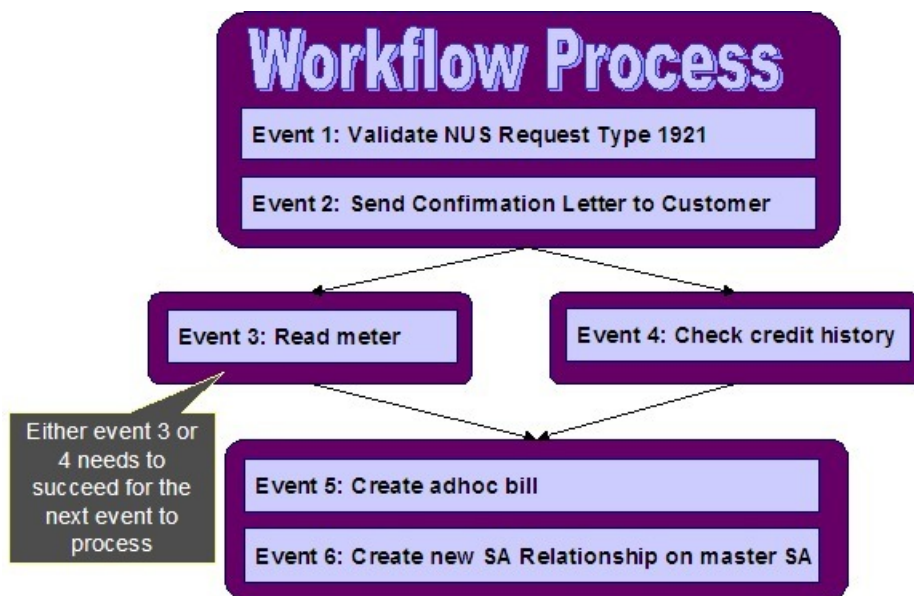 Workflow Process
Event 1: Validate NUS Request Type 1921
Event 2: Send Confirmation Letter to Customer
Event 3: Read meter
Event 4: Check credit history
Either event 3 or
4 needs to
succeed for the
next event to
process
Event 5: Create adhoc bill
Event 6: Create new SA Relationship on master SA